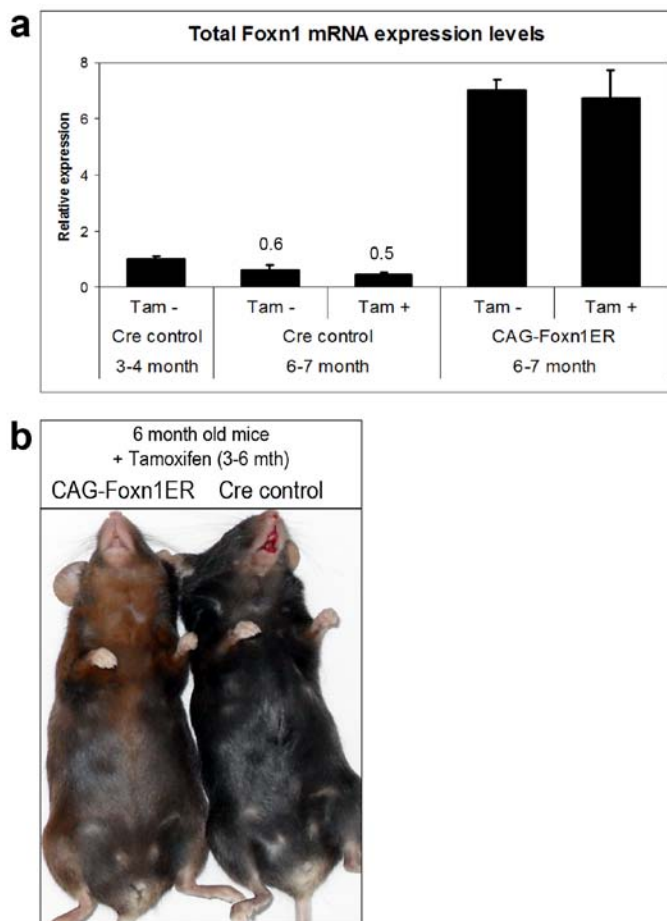 a
Total Foxn1 mRNA expression levels
Relative expression
8
6
4
2
0
0.6
0.5
Tam -
Tam -
Tam +
Tam -
Tam +
Cre control
Cre control
CAG-Foxn1ER
3-4 month
6-7 month
6-7 month
b
6 month old mice
+ Tamoxifen (3-6 mth)
CAG-Foxn1ER Cre control